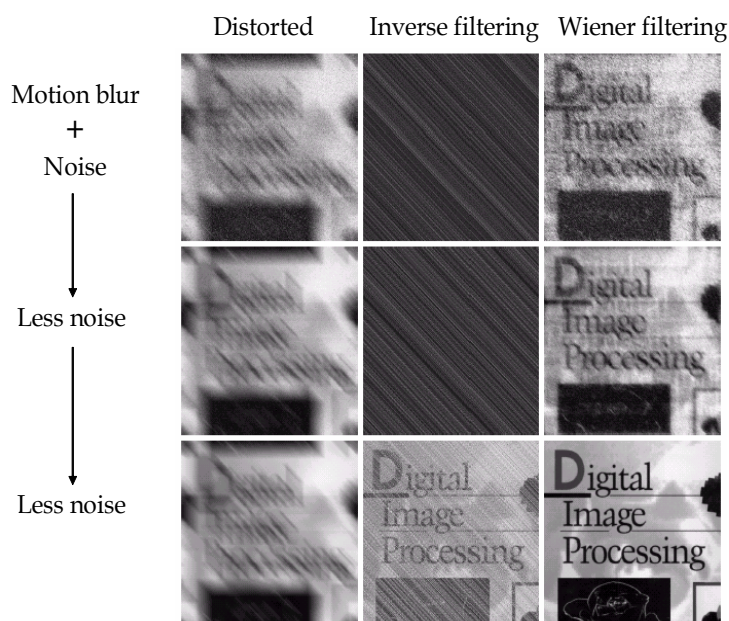 Distorted Inverse filtering Wiener filtering
Motion blur
+
Noise
Digital
Image
Processing
Less noise
Digital
Image
Processing
Less noise
Digital
Image
Processing
Digital
Image
Processing